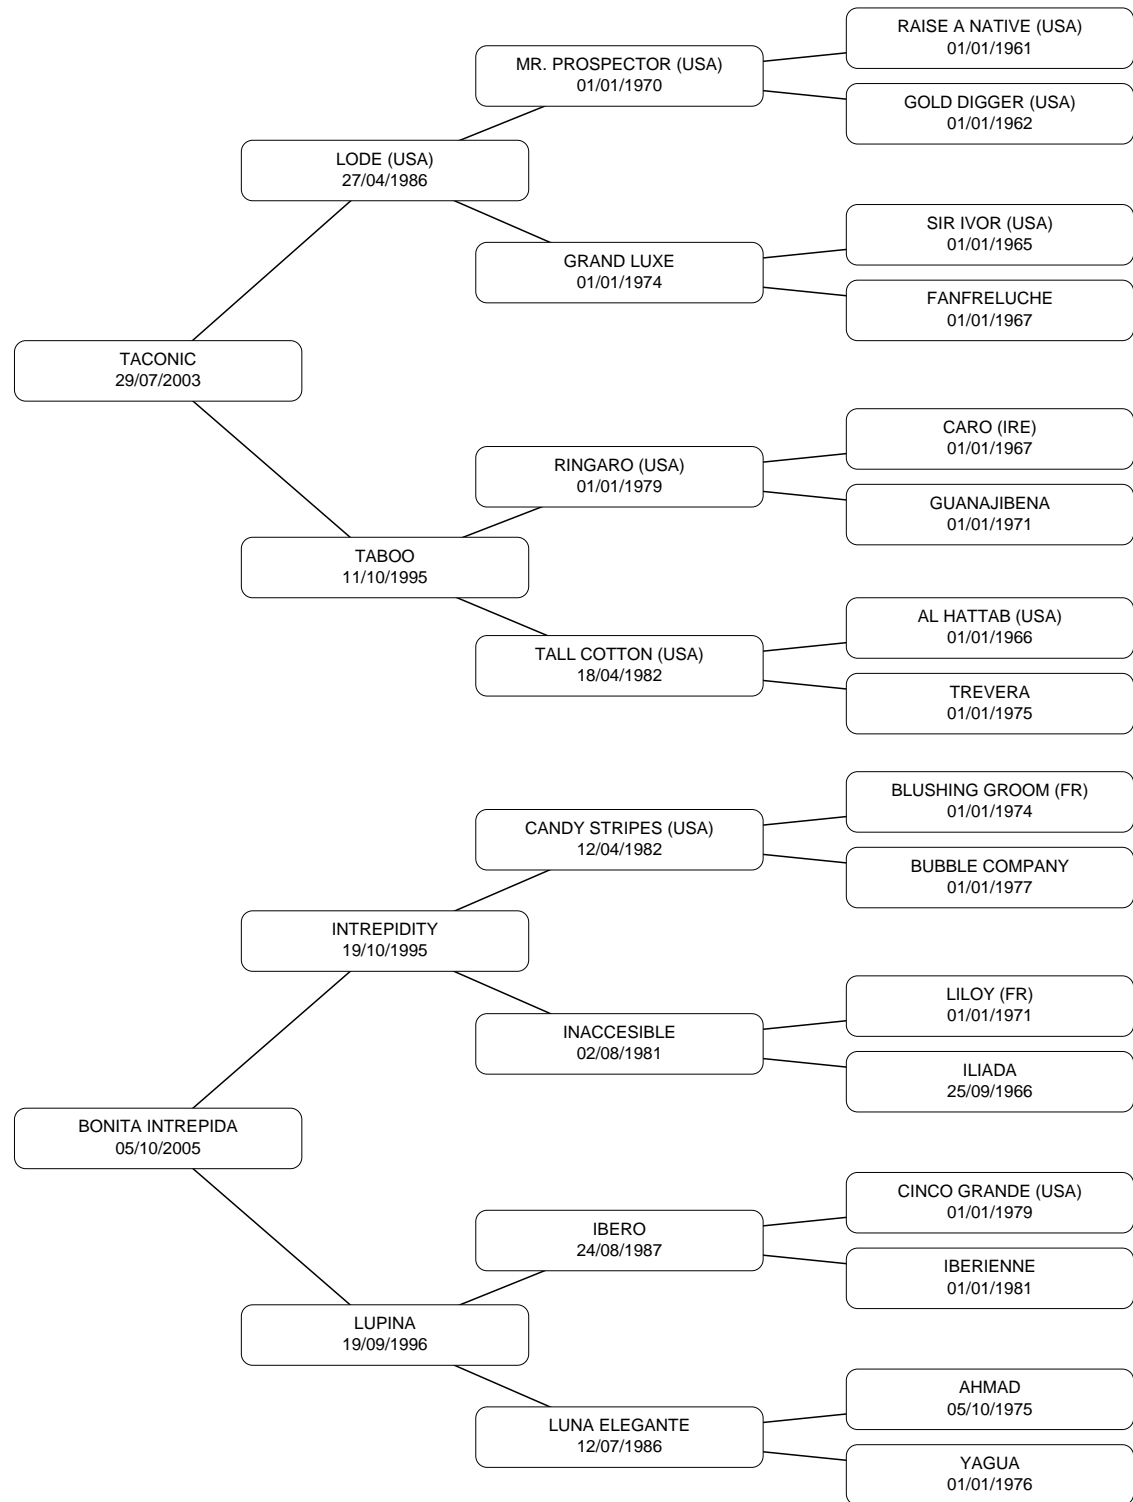 RAISE A NATIVE (USA)
01/01/1961
MR. PROSPECTOR (USA)
01/01/1970
GOLD DIGGER (USA)
01/01/1962
LODE (USA)
27/04/1986
SIR IVOR (USA)
01/01/1965
GRAND LUXE
01/01/1974
FANFRELUCHE
01/01/1967
TACONIC
29/07/2003
CARO (IRE)
01/01/1967
RINGARO (USA)
01/01/1979
GUANAJIBENA
01/01/1971
TABOO
11/10/1995
AL HATTAB (USA)
01/01/1966
TALL COTTON (USA)
18/04/1982
TREVERA
01/01/1975
BLUSHING GROOM (FR)
01/01/1974
CANDY STRIPES (USA)
12/04/1982
BUBBLE COMPANY
01/01/1977
INTREPIDITY
19/10/1995
LILOY (FR)
01/01/1971
INACCESIBLE
02/08/1981
ILIADA
25/09/1966
BONITA INTREPIDA
05/10/2005
CINCO GRANDE (USA)
01/01/1979
IBERO
24/08/1987
IBERIENNE
01/01/1981
LUPINA
19/09/1996
AHMAD
05/10/1975
LUNA ELEGANTE
12/07/1986
YAGUA
01/01/1976